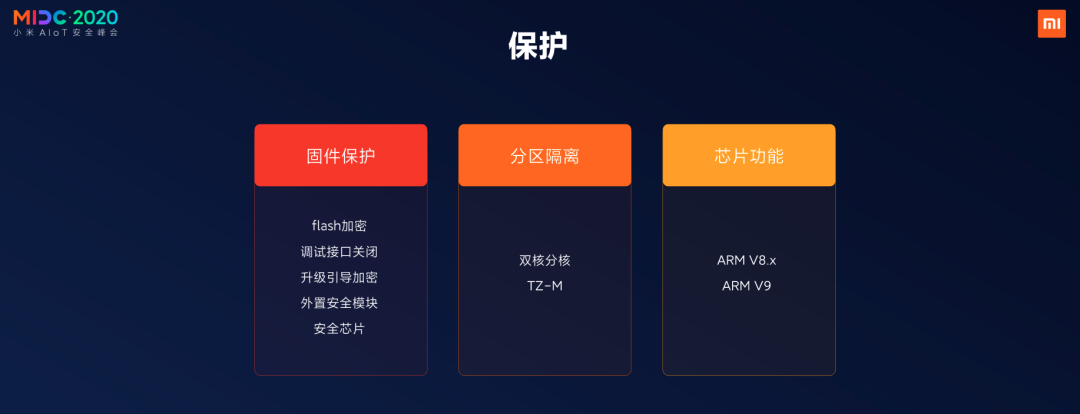 MIDC·2020
小米AIoT安全峰会
mi
保护
固件保护
flash加密
调试接口关闭
升级引导加密
外置安全模块
安全芯片
分区隔离
双核分核
TZ-M
芯片功能
ARM V8.x
ARM V9